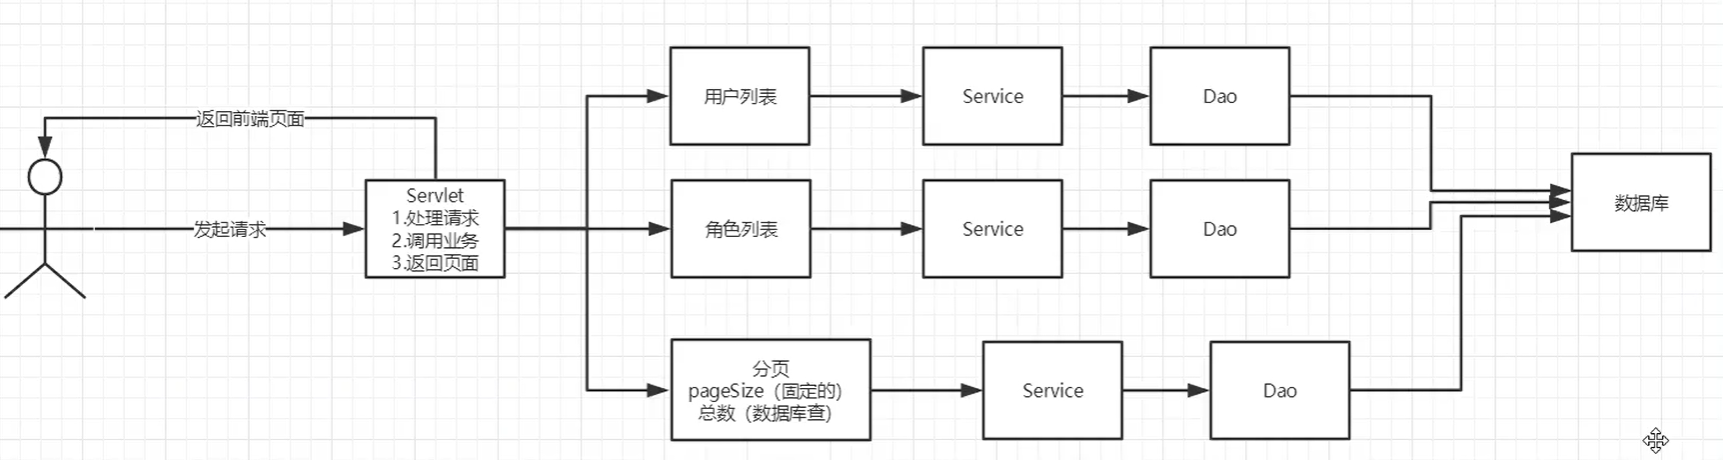 返回前端页面
发起请求
Servlet
1.处理请求
2.调用业务
3.返回页面
用户列表
Service
Dao
角色列表
Service
Dao
分页
pageSize（固定的）
总数（数据库查）
Service
Dao
数据库